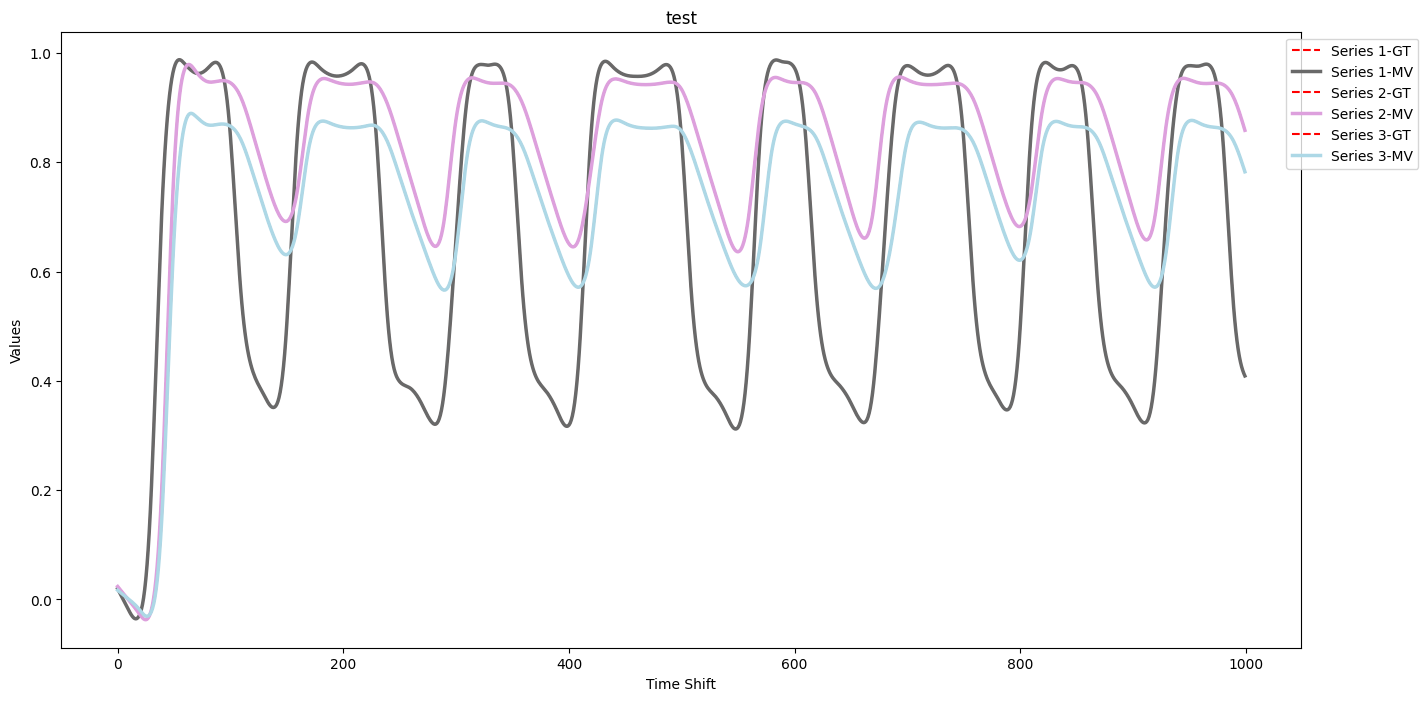 test
1.0
0.8
0.6
0.4
0.2
0.0
Values
0
200
400
600
800
1000
Time Shift
Series 1-GT
Series 1-MV
Series 2-GT
Series 2-MV
Series 3-GT
Series 3-MV